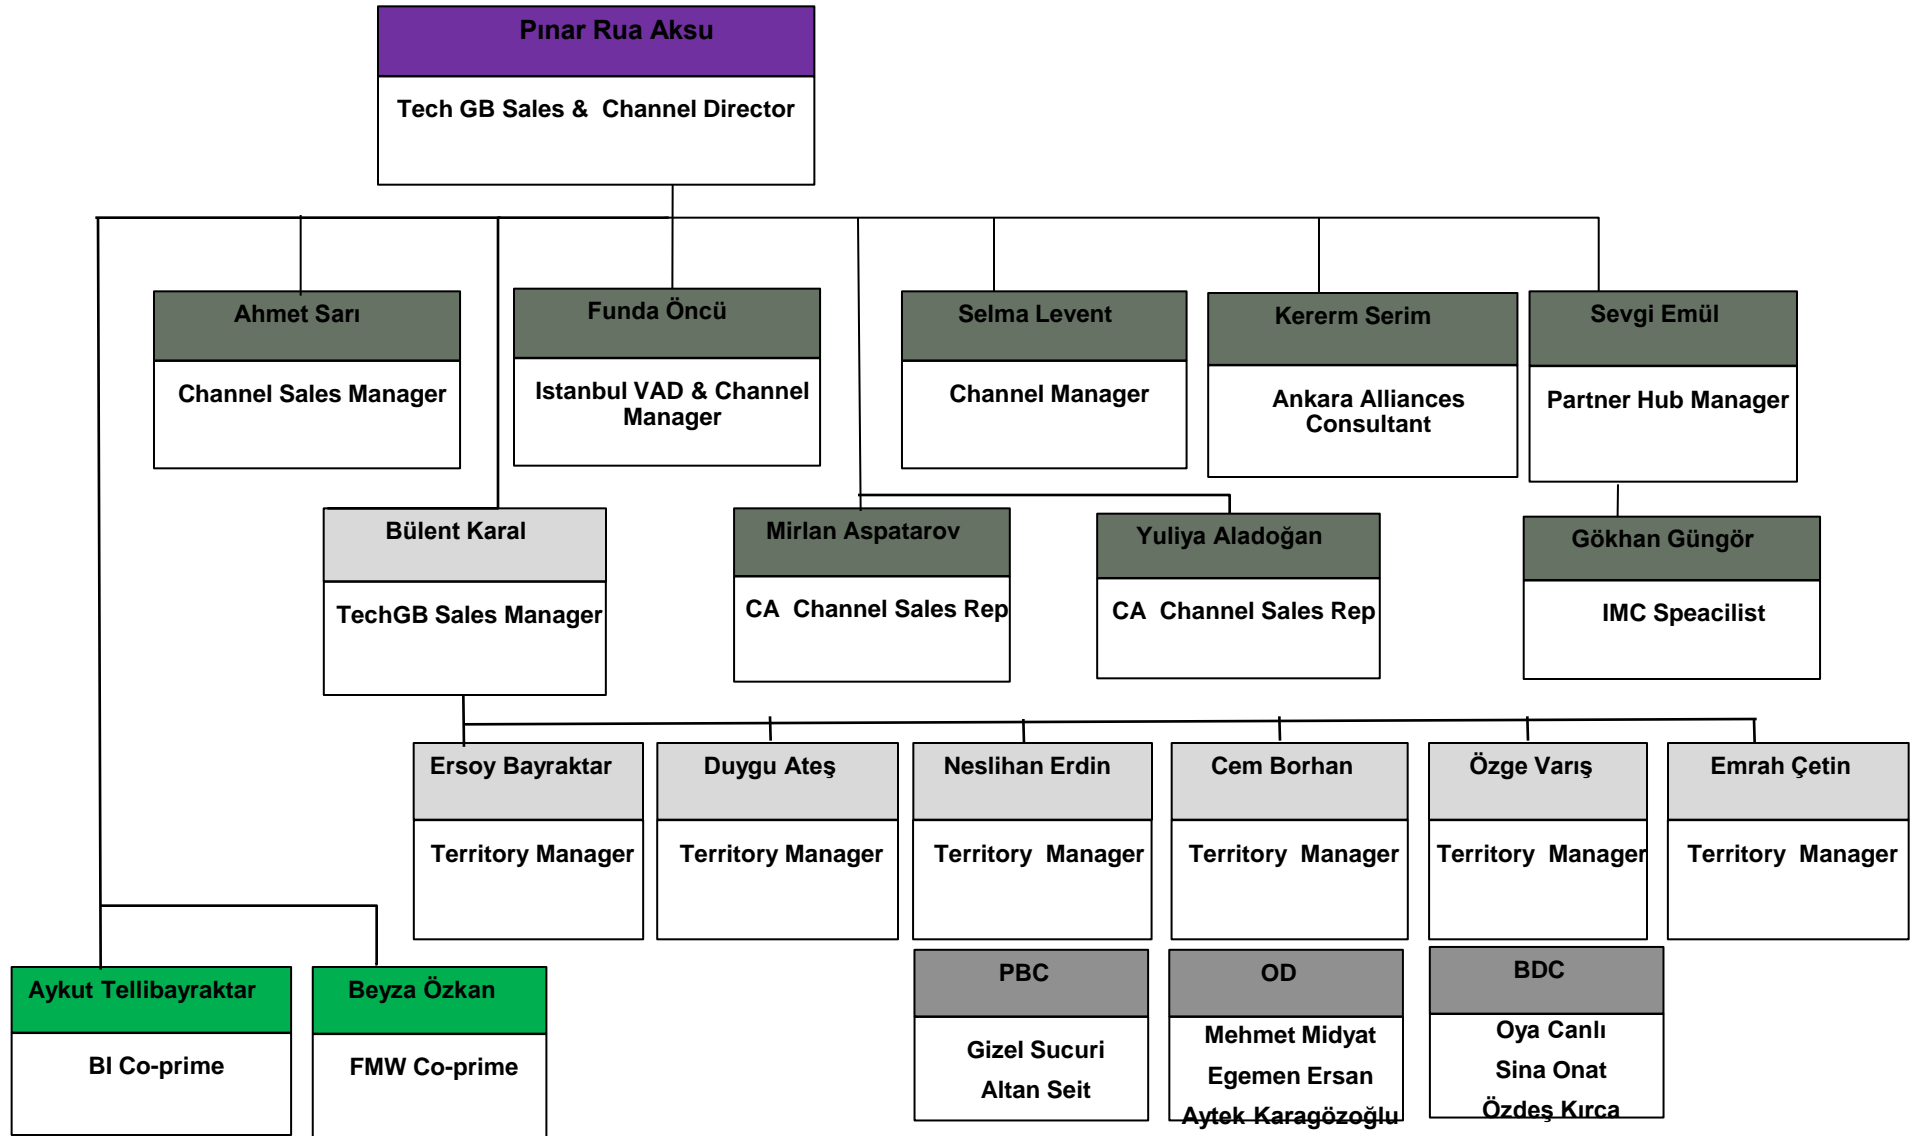 Pınar Rua Aksu
Tech GB Sales & Channel Director
Ahmet Sarı
Channel Sales Manager
Funda Öncü
Istanbul VAD & Channel
Manager
Selma Levent
Channel Manager
Kererm Serim
Ankara Alliances
Consultant
Sevgi Emül
Partner Hub Manager
Bülent Karal
TechGB Sales Manager
Mirlan Aspatarov
CA Channel Sales Rep
Yuliya Aladoğan
CA Channel Sales Rep
Gökhan Güngör
IMC Speacilist
Ersoy Bayraktar
Territory Manager
Duygu Ateş
Territory Manager
Neslihan Erdin
Territory Manager
Cem Borhan
Territory Manager
Özge Varış
Territory Manager
Emrah Çetin
Territory Manager
Aykut Tellibayraktar
BI Co-prime
Beyza Özkan
FMW Co-prime
PBC
Gizel Sucuri
Altan Seit
OD
Mehmet Midyat
Egemen Ersan
Aytek Karagözoğlu
BDC
Oya Canlı
Sina Onat
Özdeş Kırca